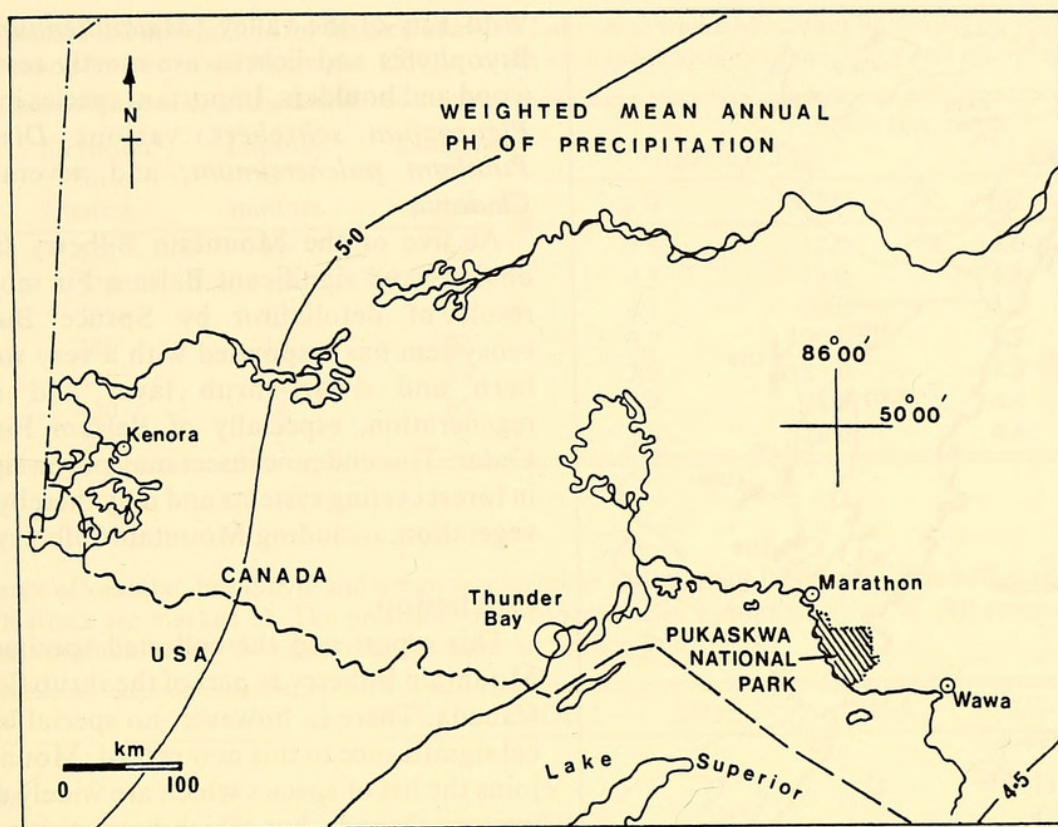 N
WEIGHTED MEAN ANNUAL
PH OF PRECIPITATION
5·0
86°00′
50°00′
Kenora
CANADA
Thunder
Bay
Marathon
USA
PUKASKWA
NATIONAL
PARK
Wawa
km
0 100
Lake Superior
4·5